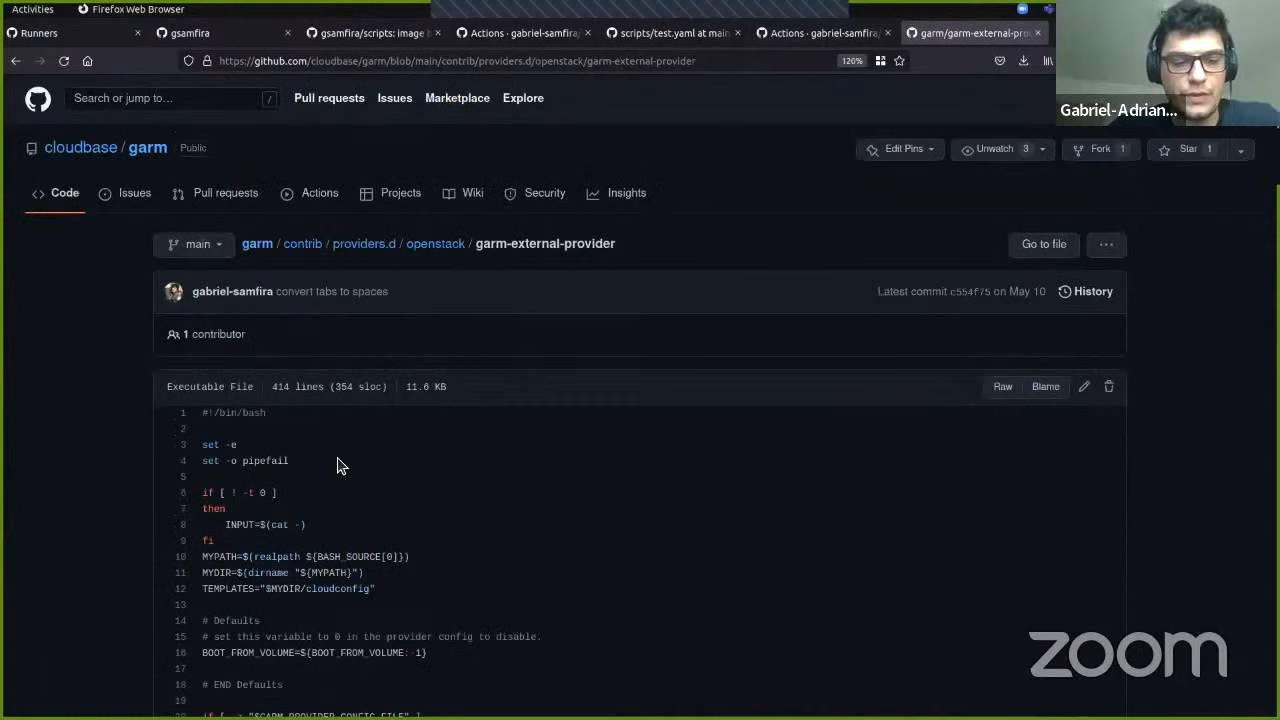 Activities
Firefox Web Browser
Runners
gsamfira
gsamfira/scripts: image b
Actions · gabriel-samfira/
scripts/test.yaml at main
Actions · gabriel-samfira/
garm/garm-external-pro
https://github.com/cloudbase/garm/blob/main/contrib/providers.d/openstack/garm-external-provider
120%
Gabriel-Adrian...
Search or jump to...
/
Pull requests
Issues
Marketplace
Explore
cloudbase / garm
Public
Edit Pins
Unwatch 3
Fork 1
Star 1
Code
Issues
Pull requests
Actions
Projects
Wiki
Security
Insights
main
garm / contrib / providers.d / openstack / garm-external-provider
Go to file
...
gabriel-samfira convert tabs to spaces
Latest commit c554f75 on May 10
History
1 contributor
Executable File
414 lines (354 sloc)
11.6 KB
Raw
Blame
1 #!/bin/bash
2
3 set -e
4 set -o pipefail
5
6 if [ ! -t 0 ]
7 then
8 INPUT=$(cat -)
9 fi
10 MYPATH=$(realpath ${BASH_SOURCE[0]})
11 MYDIR=$(dirname "${MYPATH}")
12 TEMPLATES="$MYDIR/cloudconfig"
13
14 # Defaults
15 # set this variable to 0 in the provider config to disable.
16 BOOT_FROM_VOLUME=${BOOT_FROM_VOLUME:-1}
17
18 # END Defaults
19
20 if [ -z "$GARM_PROVIDER_CONFIG_FILE" ]
zoom